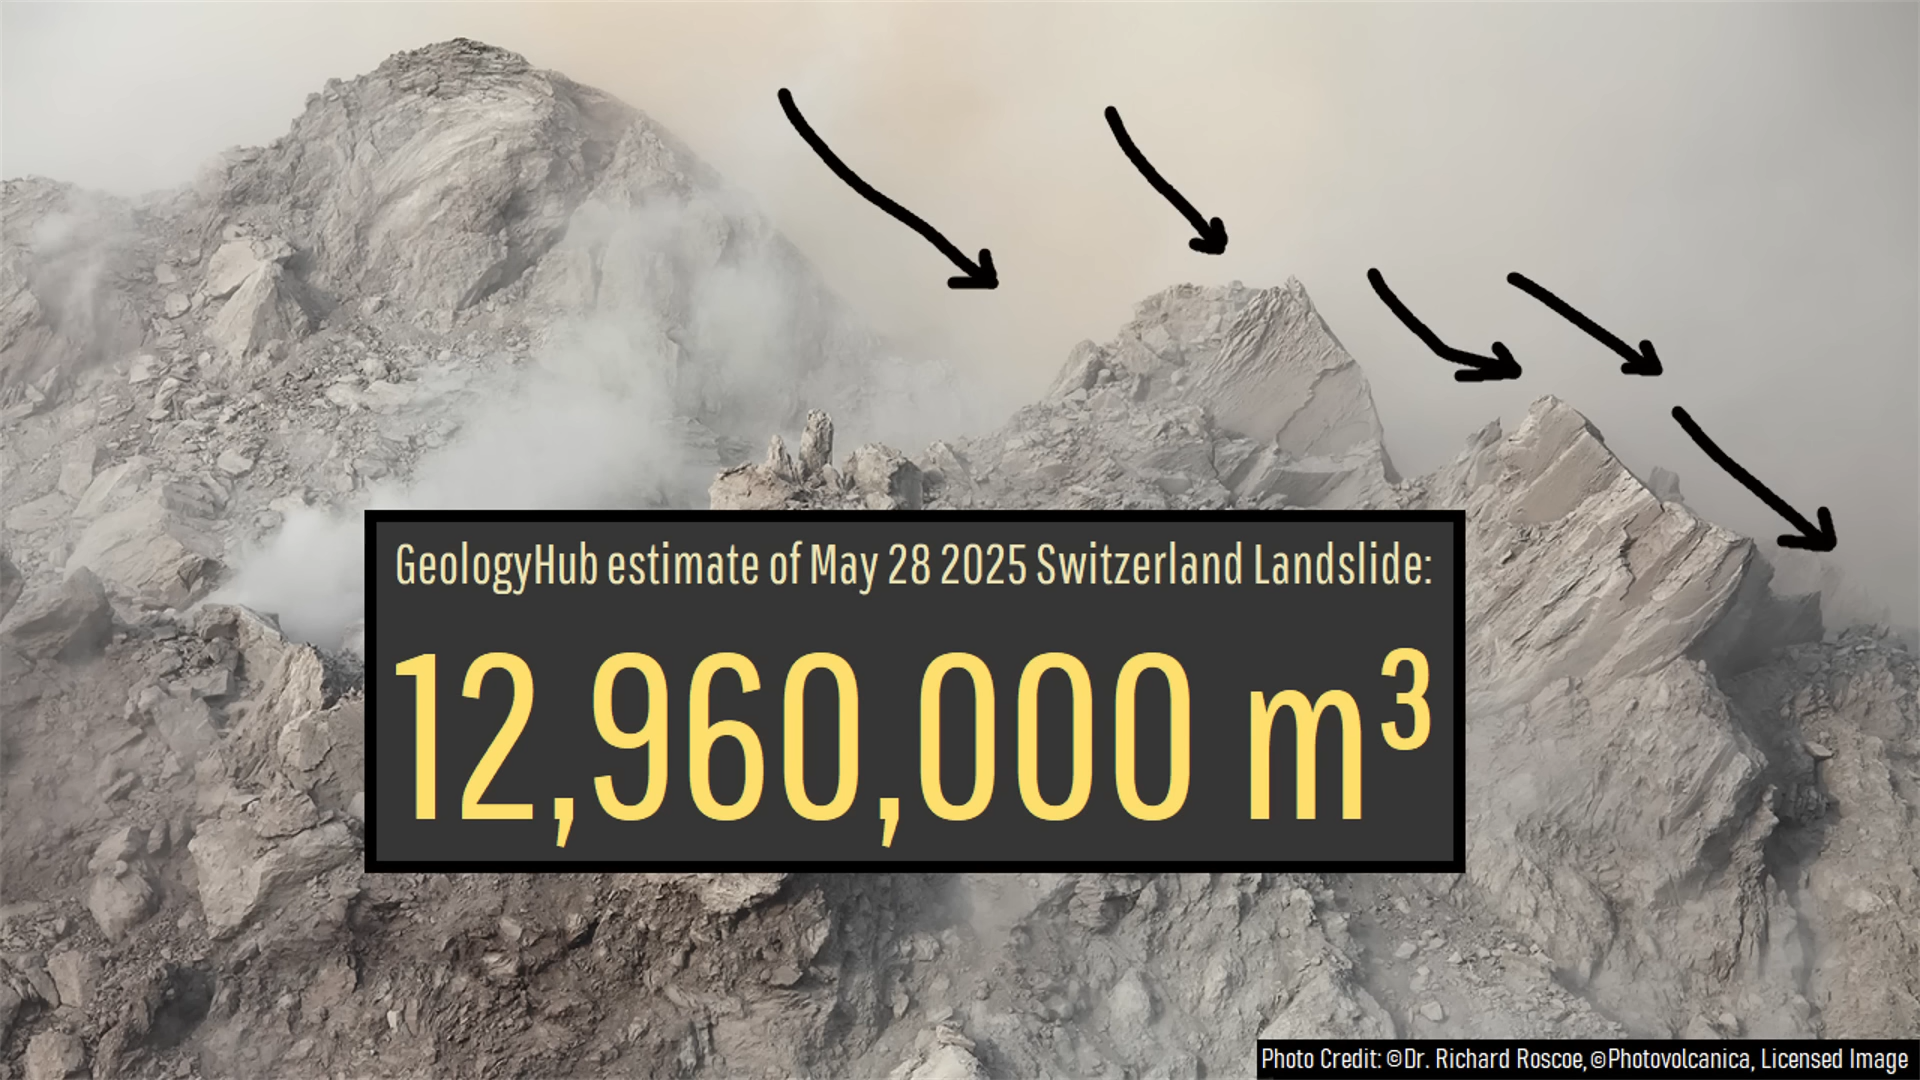 GeologyHub estimate of May 28 2025 Switzerland Landslide:
12,960,000 m³
Photo Credit: ©Dr. Richard Roscoe, ©Photovolcanica, Licensed Image